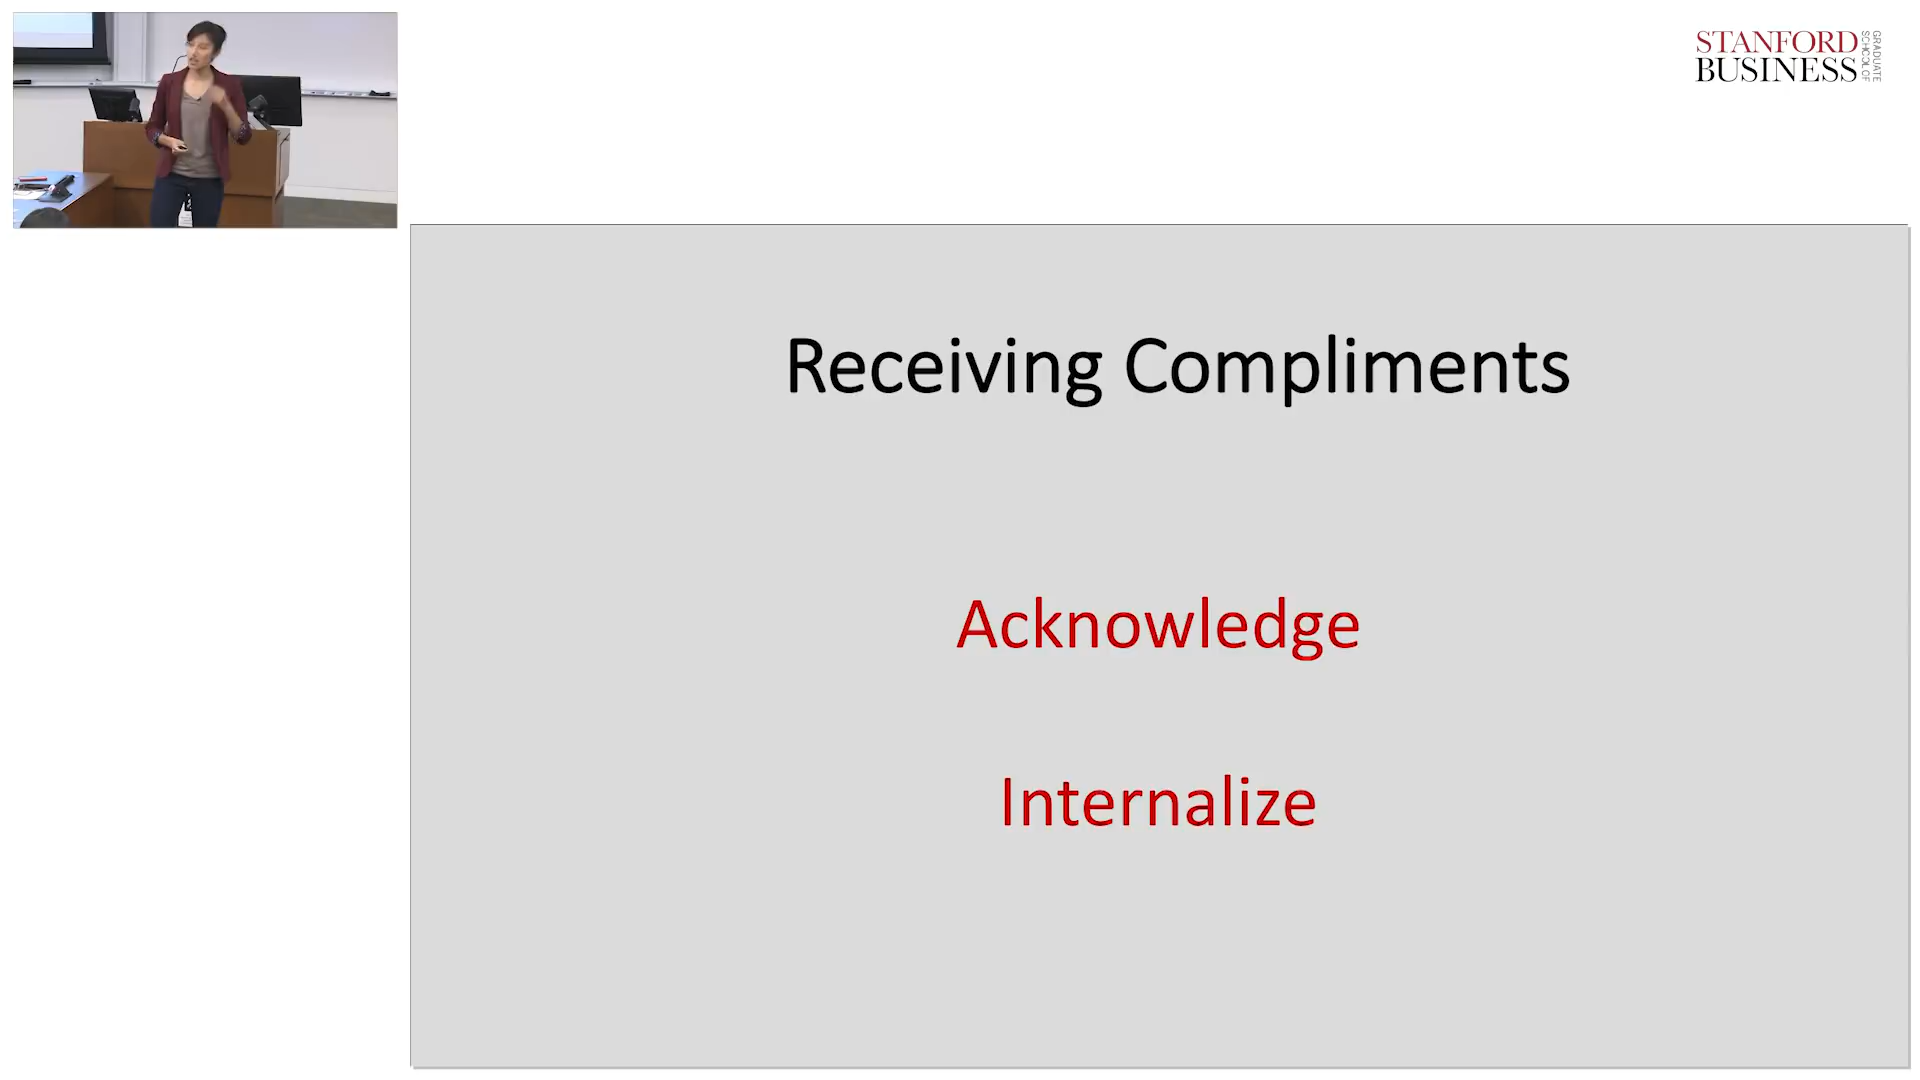 STANFORD
BUSINESS
GRADUATE
SCHOOL OF
Receiving Compliments
Acknowledge
Internalize